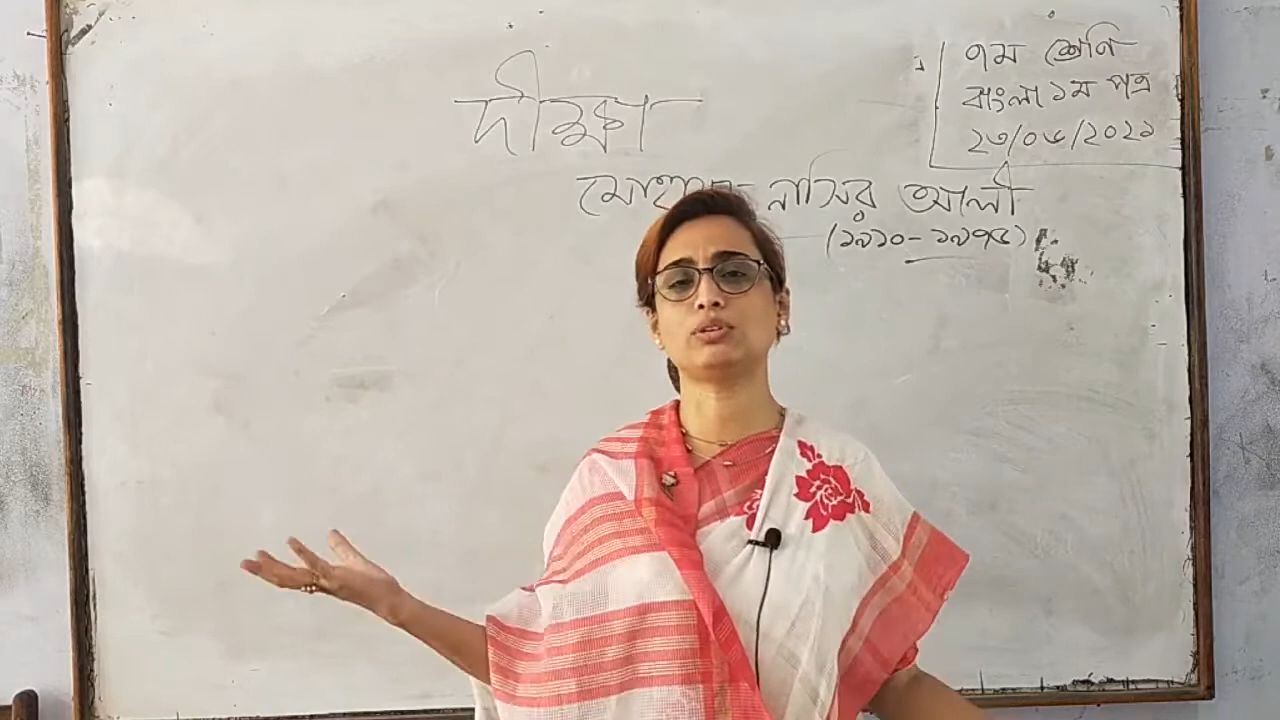 দীক্ষা
৭ম শ্রেণি
বাংলা ১ম পত্র
২৩/০৬/২০২১
নাসির আলী
(১৯১০-১৯৭৫)